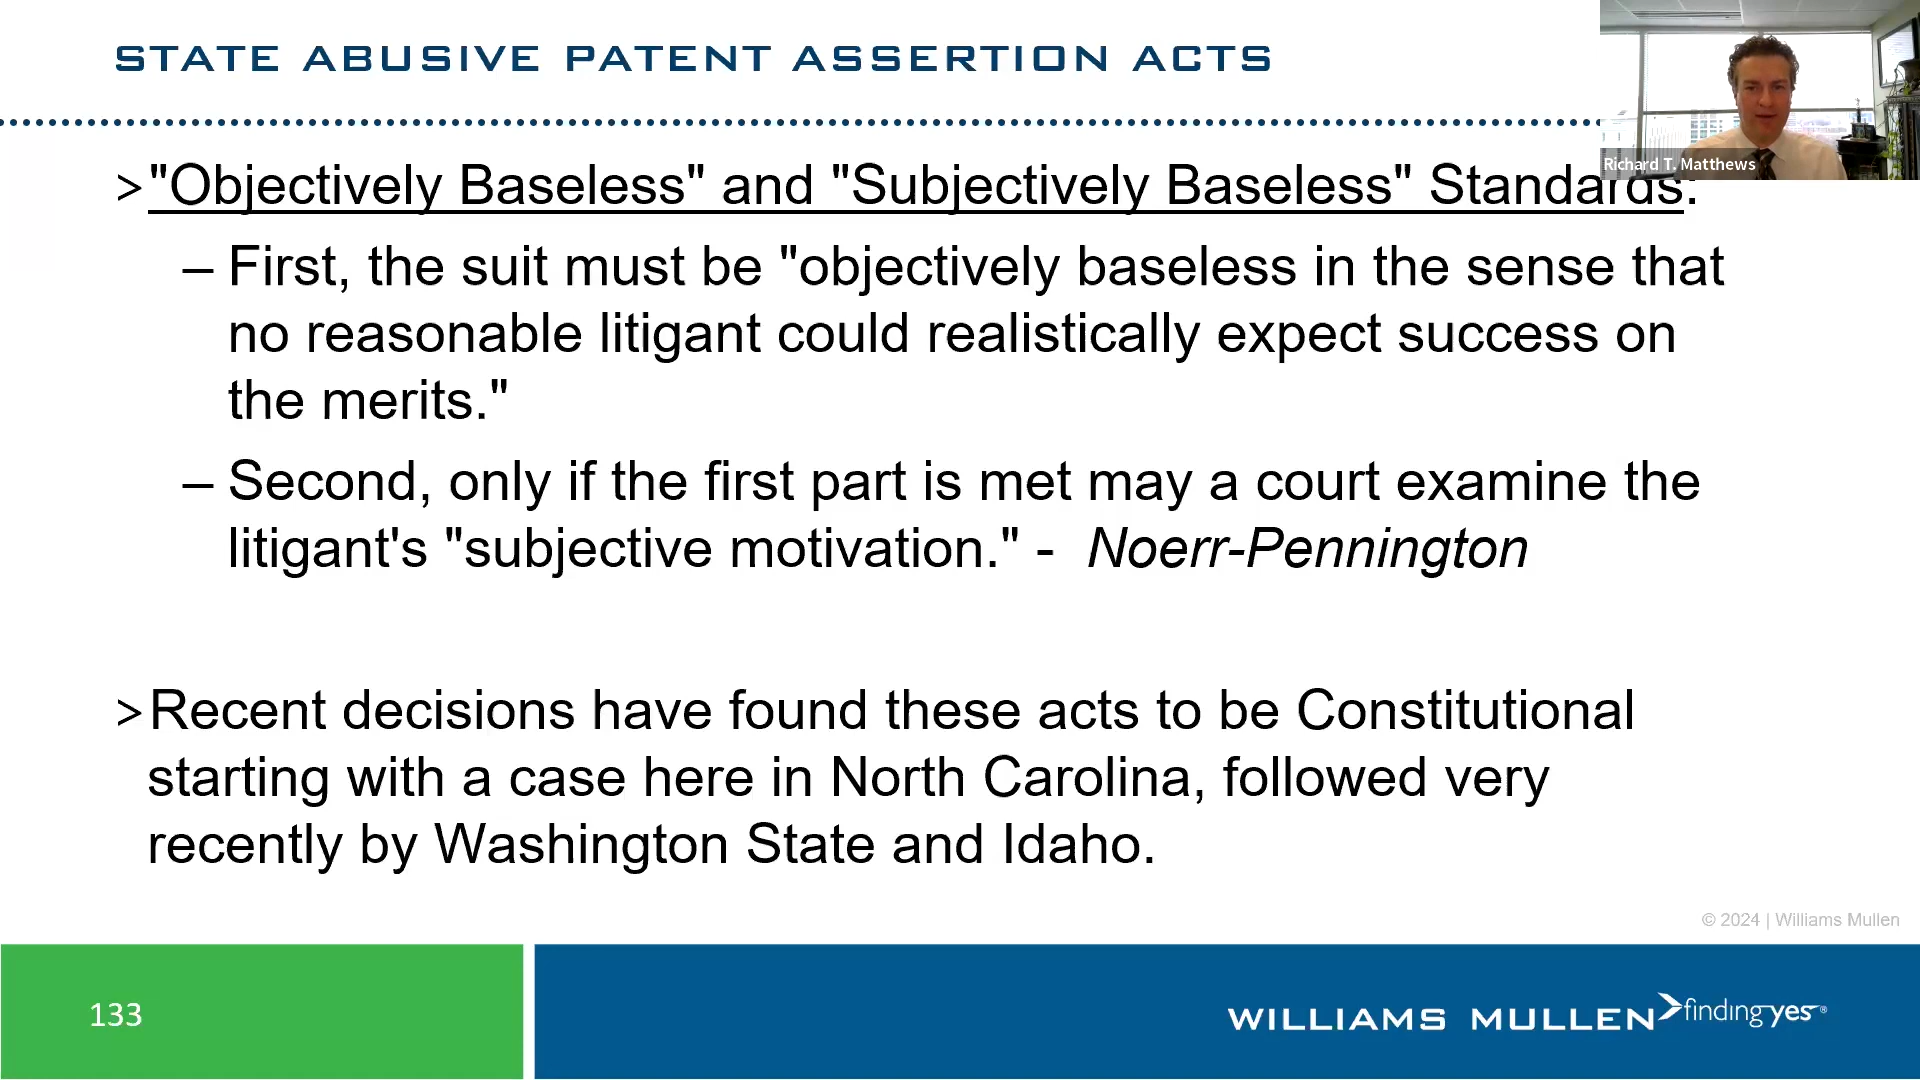 STATE ABUSIVE PATENT ASSERTION ACTS
Richard T. Matthews
>"Objectively Baseless" and "Subjectively Baseless" Standards:
– First, the suit must be "objectively baseless in the sense that
no reasonable litigant could realistically expect success on
the merits."
– Second, only if the first part is met may a court examine the
litigant's "subjective motivation." - Noerr-Pennington
>Recent decisions have found these acts to be Constitutional
starting with a case here in North Carolina, followed very
recently by Washington State and Idaho.
© 2024 | Williams Mullen
133
WILLIAMS MULLEN finding yes®